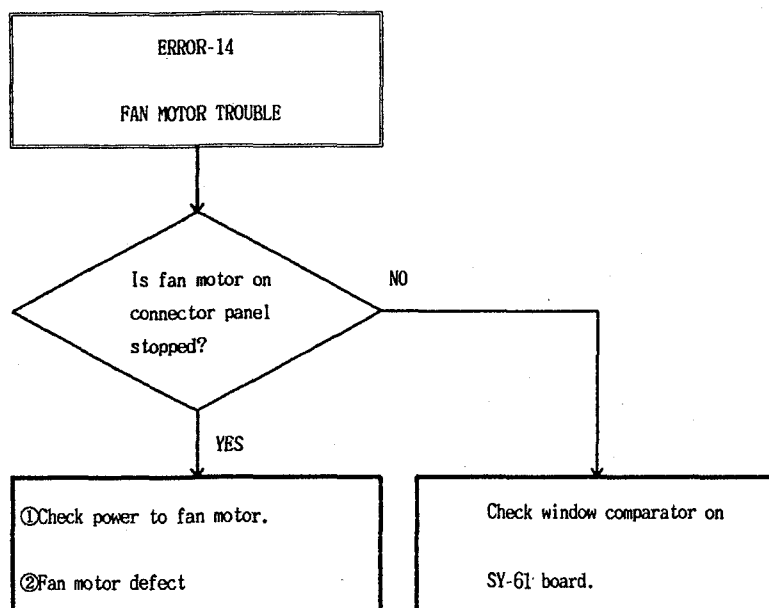 ERROR-14
FAN MOTOR TROUBLE
Is fan motor on
connector panel
stopped?
NO
YES
①Check power to fan motor.
②Fan motor defect
Check window comparator on
SY-61 board.